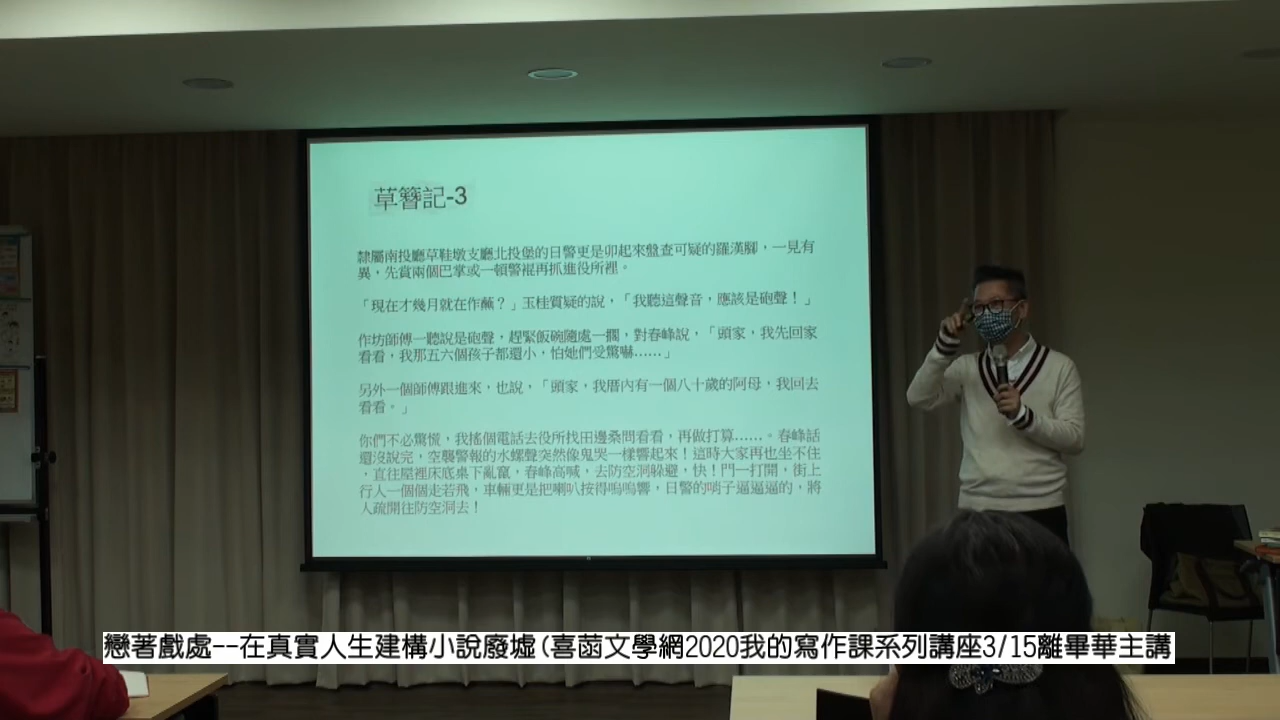 草簪記-3
隸屬南投廳草鞋墩支廳北投堡的日警更是卯起來盤查可疑的羅漢腳，一見有
異，先賞兩個巴掌或一頓警棍再抓進役所裡。
「現在才幾月就在作醮？」玉桂質疑的說，「我聽這聲音，應該是砲聲！」
作坊師傅一聽說是砲聲，趕緊飯碗隨處一擱，對春峰說，「頭家，我先回家
看看，我那五六個孩子都還小，怕她們受驚嚇……」
另外一個師傅跟進來，也說，「頭家，我厝內有一個八十歲的阿母，我回去
看看。」
你們不必驚慌，我搖個電話去役所找田邊桑問看看，再做打算……。春峰話
還沒說完，空襲警報的水螺聲突然像鬼哭一樣響起來！這時大家再也坐不住
，直往屋裡床底桌下亂竄，春峰高喊，去防空洞躲避，快！門一打開，街上
行人一個個走若飛，車輛更是把喇叭按得嗚嗚響，日警的哨子逼逼逼的，將
人疏開往防空洞去！
戀著戲處--在真實人生建構小說廢墟(喜菡文學網2020我的寫作課系列講座3/15離畢華主講